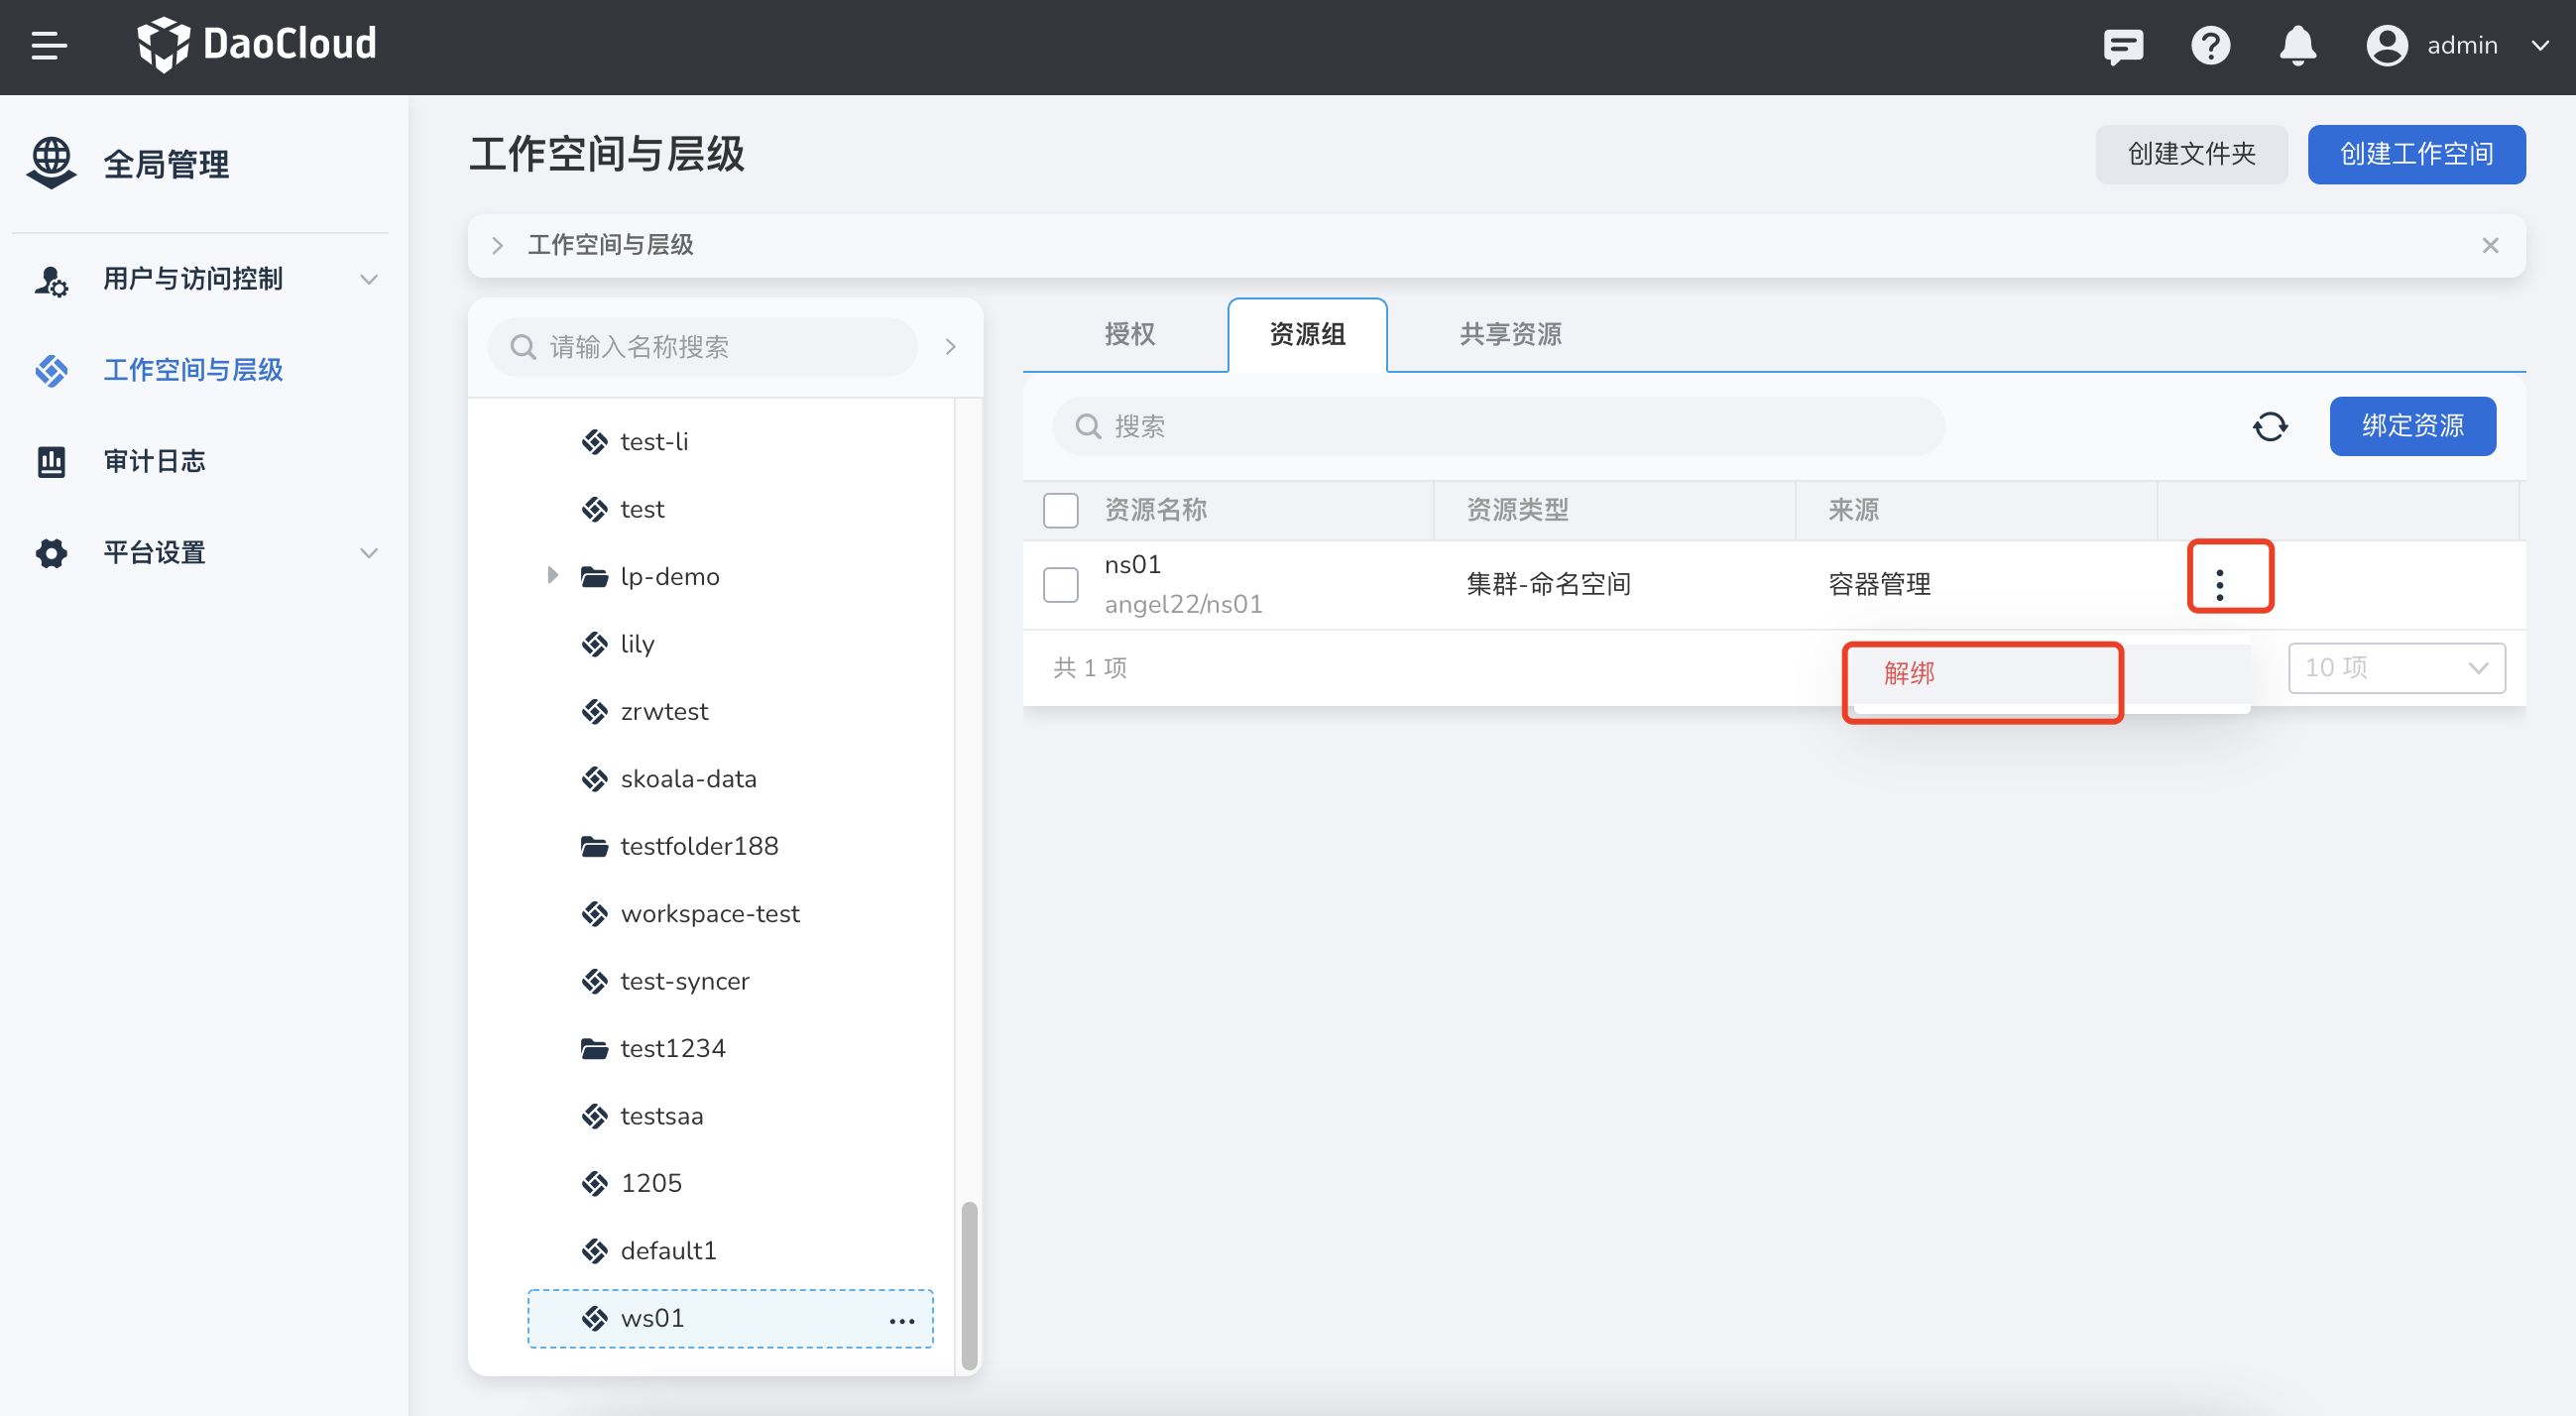 DaoCloud
admin
全局管理
用户与访问控制
工作空间与层级
审计日志
平台设置
工作空间与层级
创建文件夹
创建工作空间
工作空间与层级
请输入名称搜索
test-li
test
lp-demo
lily
zrwtest
skoala-data
testfolder188
workspace-test
test-syncer
test1234
testsaa
1205
default1
ws01
授权
资源组
共享资源
搜索
绑定资源
资源名称
资源类型
来源
ns01
angel22/ns01
集群-命名空间
容器管理
共 1 项
解绑
10 项